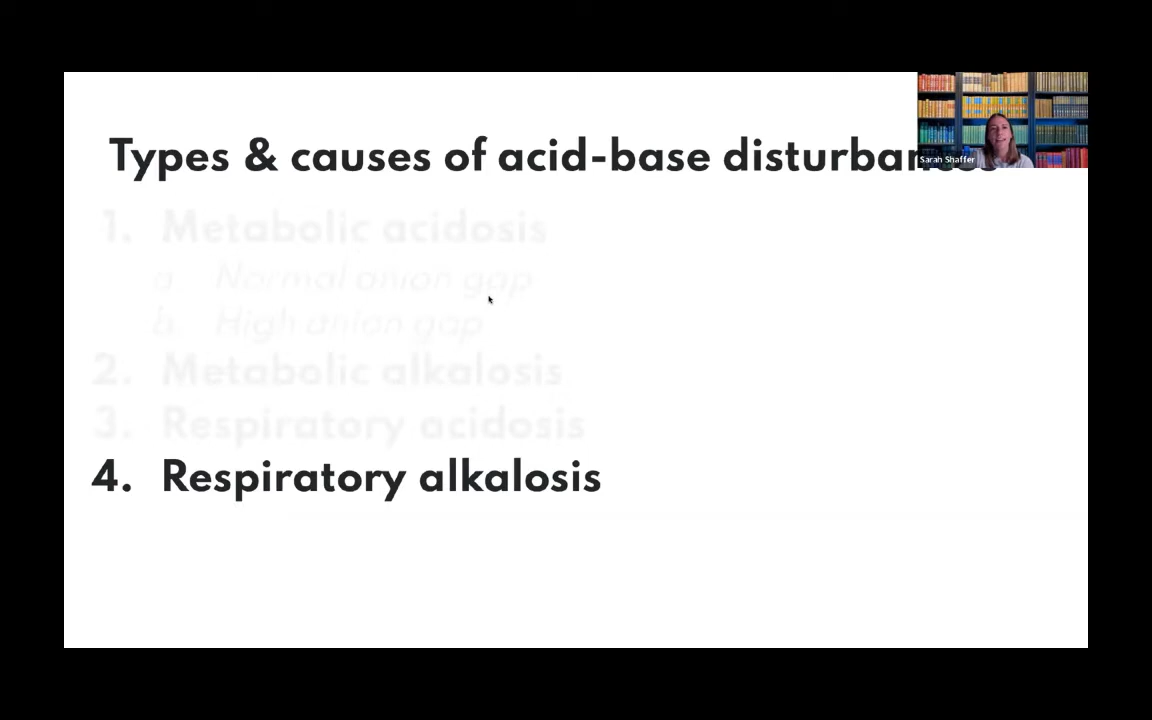 Types & causes of acid-base disturbances
Sarah Shaffer
1. Metabolic acidosis
a. Normal anion gap
b. High anion gap
2. Metabolic alkalosis
3. Respiratory acidosis
4. Respiratory alkalosis